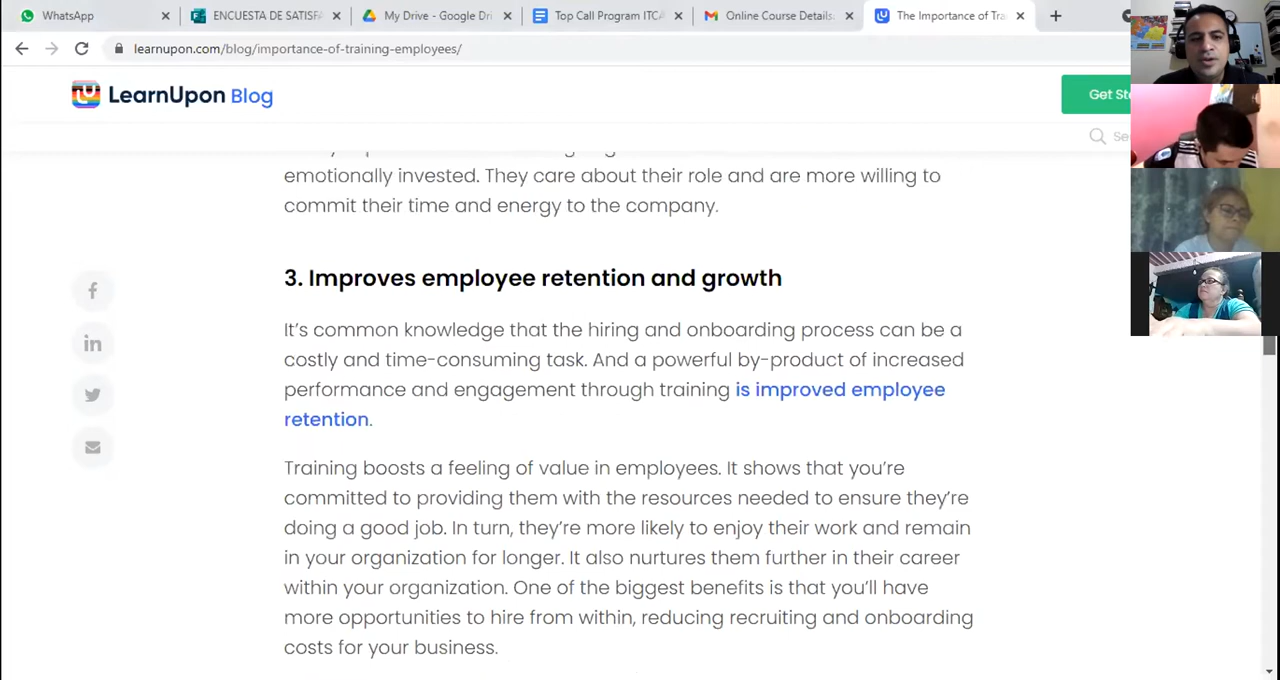 WhatsApp
ENCUESTA DE SATISFA
My Drive - Google Dri
Top Call Program ITCA
Online Course Details
The Importance of Tra
learnupon.com/blog/importance-of-training-employees/
LearnUpon Blog
Get Sta
Sea
emotionally invested. They care about their role and are more willing to
commit their time and energy to the company.
3. Improves employee retention and growth
It's common knowledge that the hiring and onboarding process can be a
costly and time-consuming task. And a powerful by-product of increased
performance and engagement through training is improved employee
retention.
Training boosts a feeling of value in employees. It shows that you're
committed to providing them with the resources needed to ensure they're
doing a good job. In turn, they're more likely to enjoy their work and remain
in your organization for longer. It also nurtures them further in their career
within your organization. One of the biggest benefits is that you'll have
more opportunities to hire from within, reducing recruiting and onboarding
costs for your business.